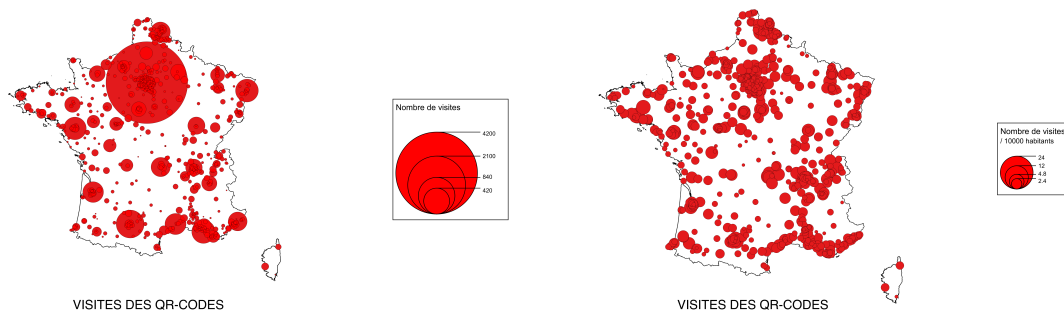 Nombre de visites
4200
2100
840
420
VISITES DES QR-CODES
Nombre de visites
/ 10000 habitants
24
12
4.8
2.4
VISITES DES QR-CODES